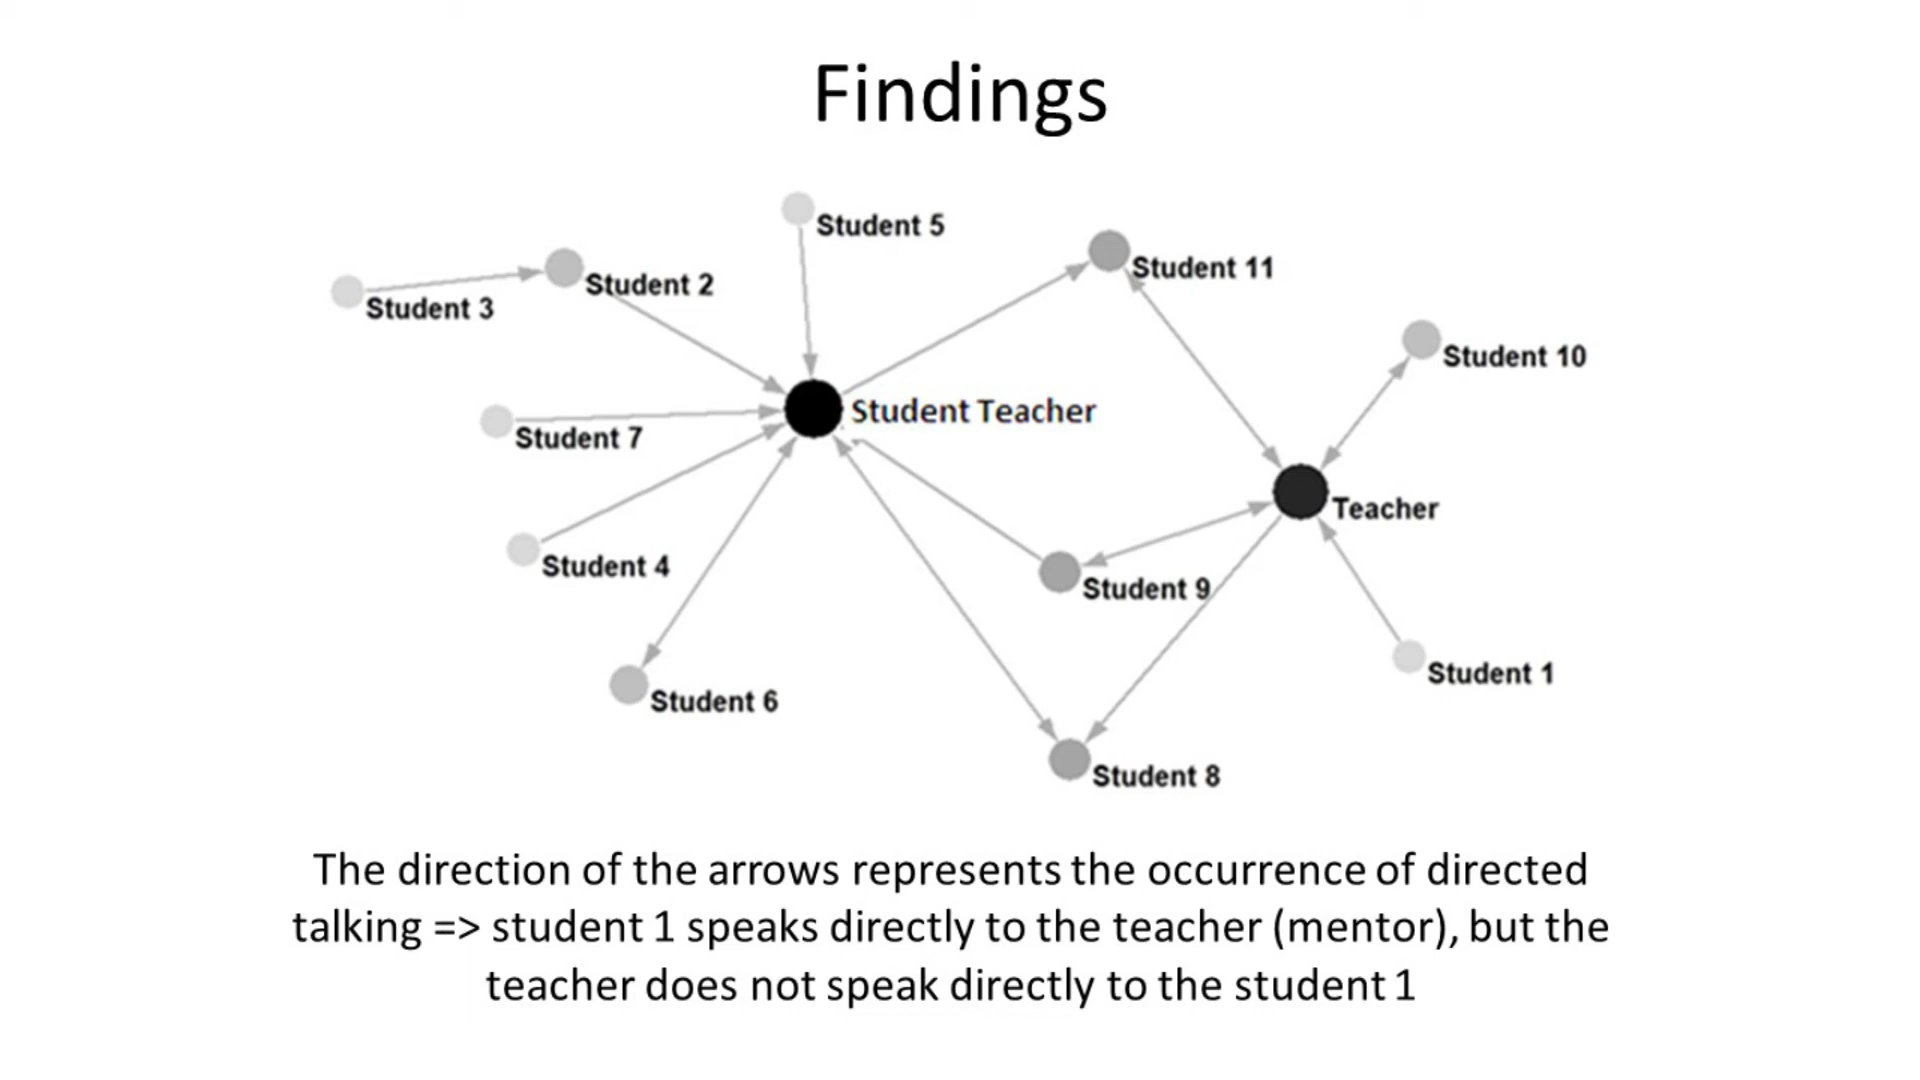 Findings
Student 5
Student 11
Student 2
Student 3
Student 10
Student Teacher
Student 7
Teacher
Student 4
Student 9
Student 1
Student 6
Student 8
The direction of the arrows represents the occurrence of directed
talking => student 1 speaks directly to the teacher (mentor), but the
teacher does not speak directly to the student 1